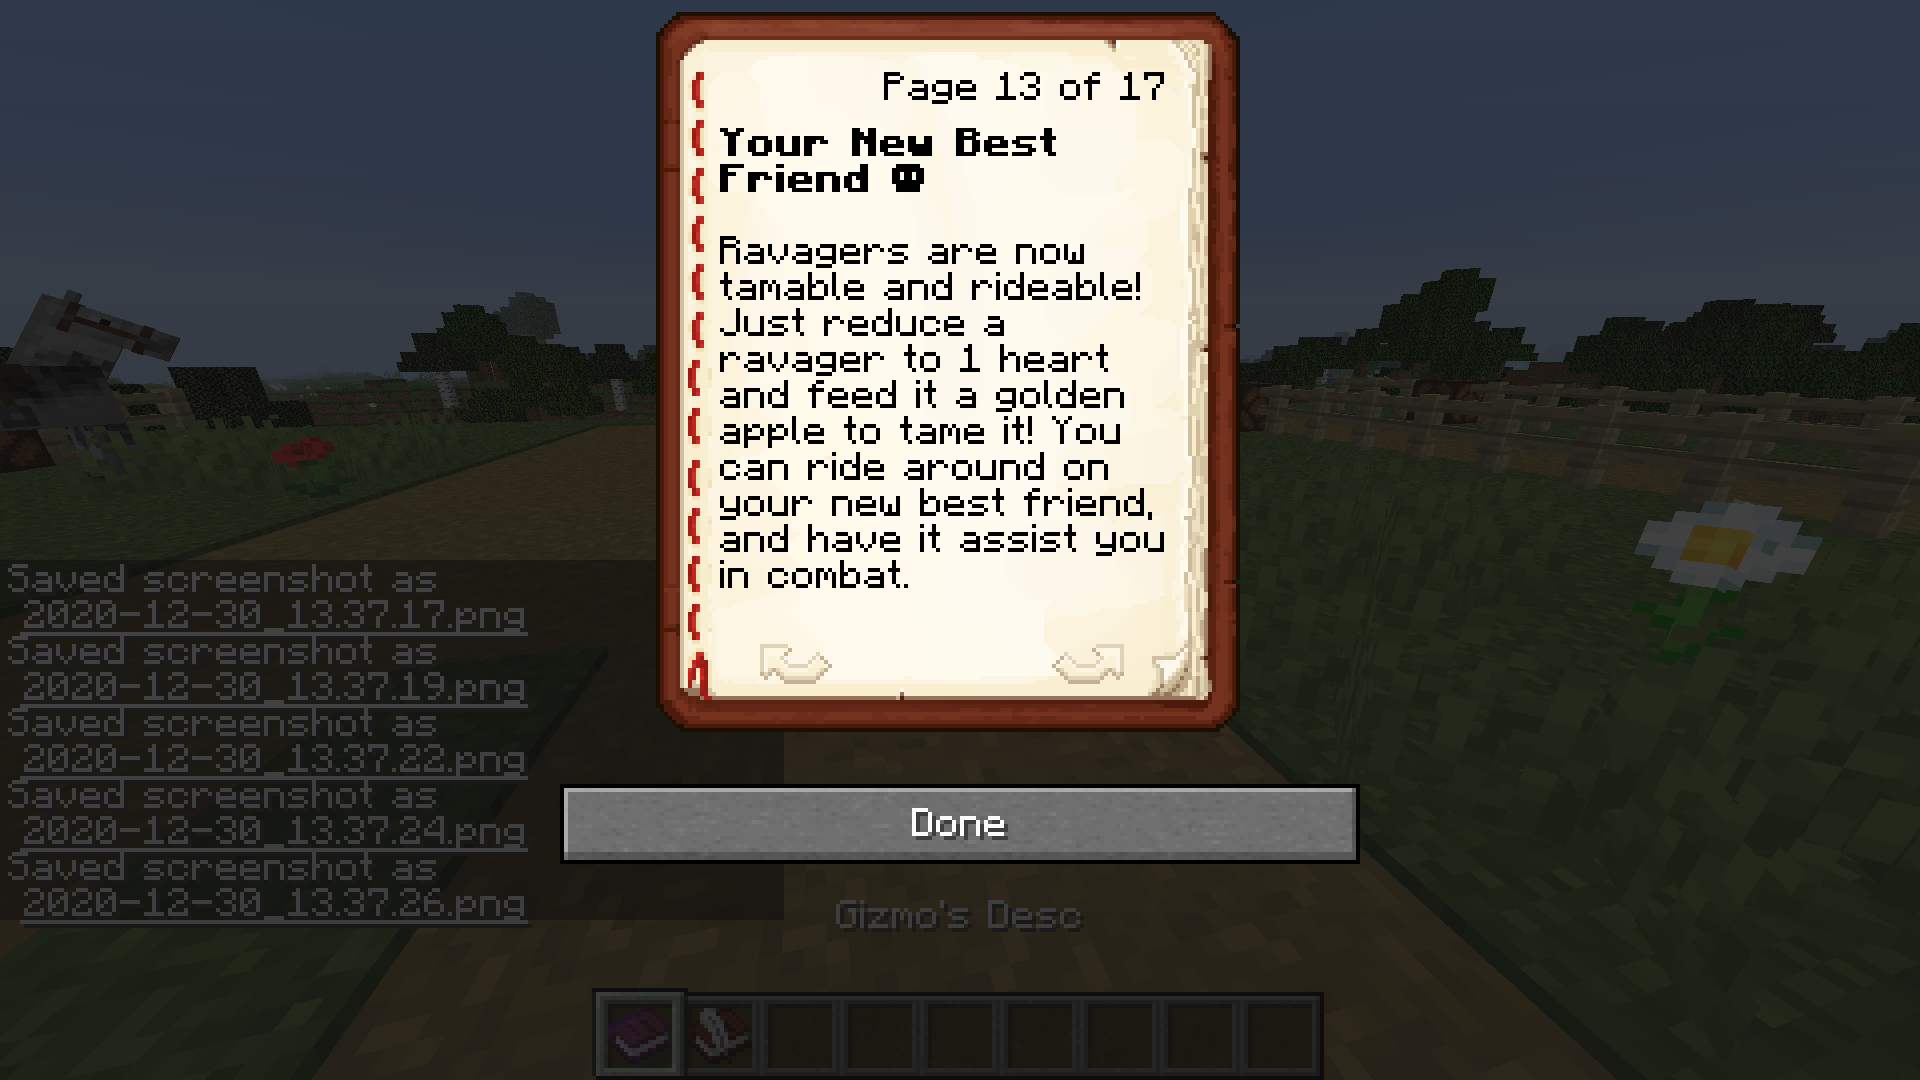 Page 13 of 17
Your New Best
Friend ☠
Ravagers are now
tamable and rideable!
Just reduce a
ravager to 1 heart
and feed it a golden
apple to tame it! You
can ride around on
your new best friend,
and have it assist you
in combat.
Saved screenshot as
2020-12-30_13.37.17.png
Saved screenshot as
2020-12-30_13.37.19.png
Saved screenshot as
2020-12-30_13.37.22.png
Saved screenshot as
2020-12-30_13.37.24.png
Saved screenshot as
2020-12-30_13.37.26.png
Done
Gizmo's Desc